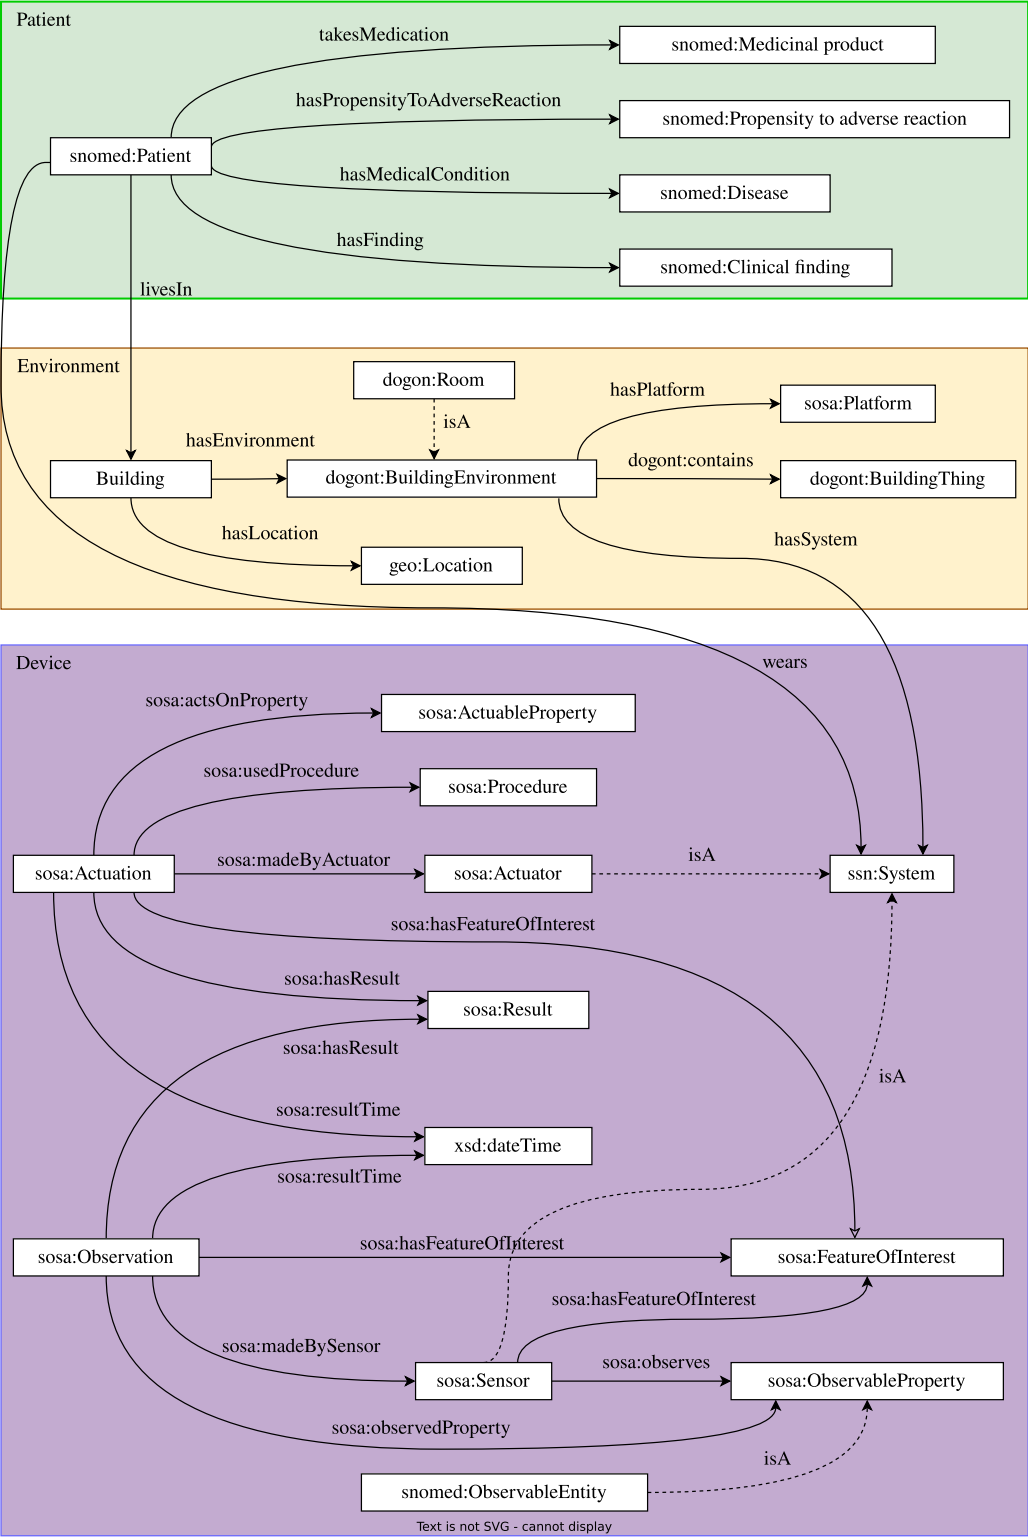 Patient
takesMedication
snomed:Medicinal product
hasPropensityToAdverseReaction
snomed:Propensity to adverse reaction
snomed:Patient
hasMedicalCondition
snomed:Disease
hasFinding
snomed:Clinical finding
livesIn
Environment
dogon:Room
hasPlatform
sosa:Platform
isA
hasEnvironment
dogont:contains
Building
dogont:BuildingEnvironment
dogont:BuildingThing
hasLocation
hasSystem
geo:Location
Device
wears
sosa:actsOnProperty
sosa:ActuableProperty
sosa:usedProcedure
sosa:Procedure
sosa:madeByActuator
isA
sosa:Actuation
sosa:Actuator
ssn:System
sosa:hasFeatureOfInterest
sosa:hasResult
sosa:Result
sosa:hasResult
isA
sosa:resultTime
xsd:dateTime
sosa:resultTime
sosa:hasFeatureOfInterest
sosa:Observation
sosa:FeatureOfInterest
sosa:hasFeatureOfInterest
sosa:madeBySensor
sosa:observes
sosa:Sensor
sosa:ObservableProperty
sosa:observedProperty
isA
snomed:ObservableEntity
Text is not SVG - cannot display